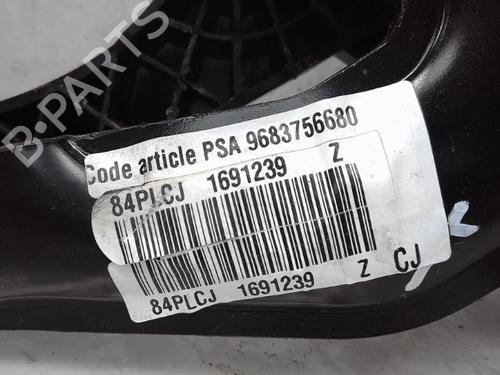 B-PARTS
Code article PSA 9683756680
84PLCJ 1691239 Z
84PLCJ 1691239 Z CJ